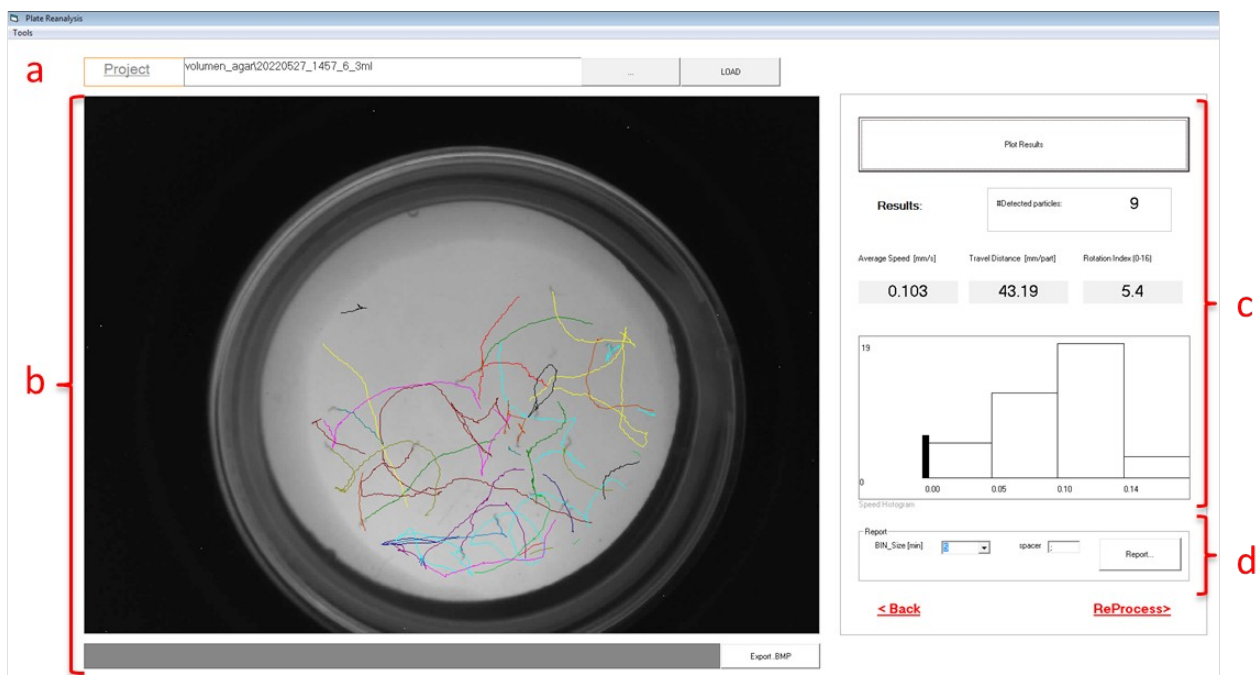 Plate Reanalysis
Tools
a
Project
volumen_agar\20220527_1457_6_3ml
...
LOAD
b
Export .BMP
c
Plot Results
Results:
#Detected particles:
9
Average Speed [mm/s]
Travel Distance [mm/part]
Rotation Index (0-16)
0.103
43.19
5.4
19
0
0.00
0.05
0.10
0.14
Speed Histogram
d
Report
BIN_Size [min]
spacer
;
Report...
< Back
ReProcess>